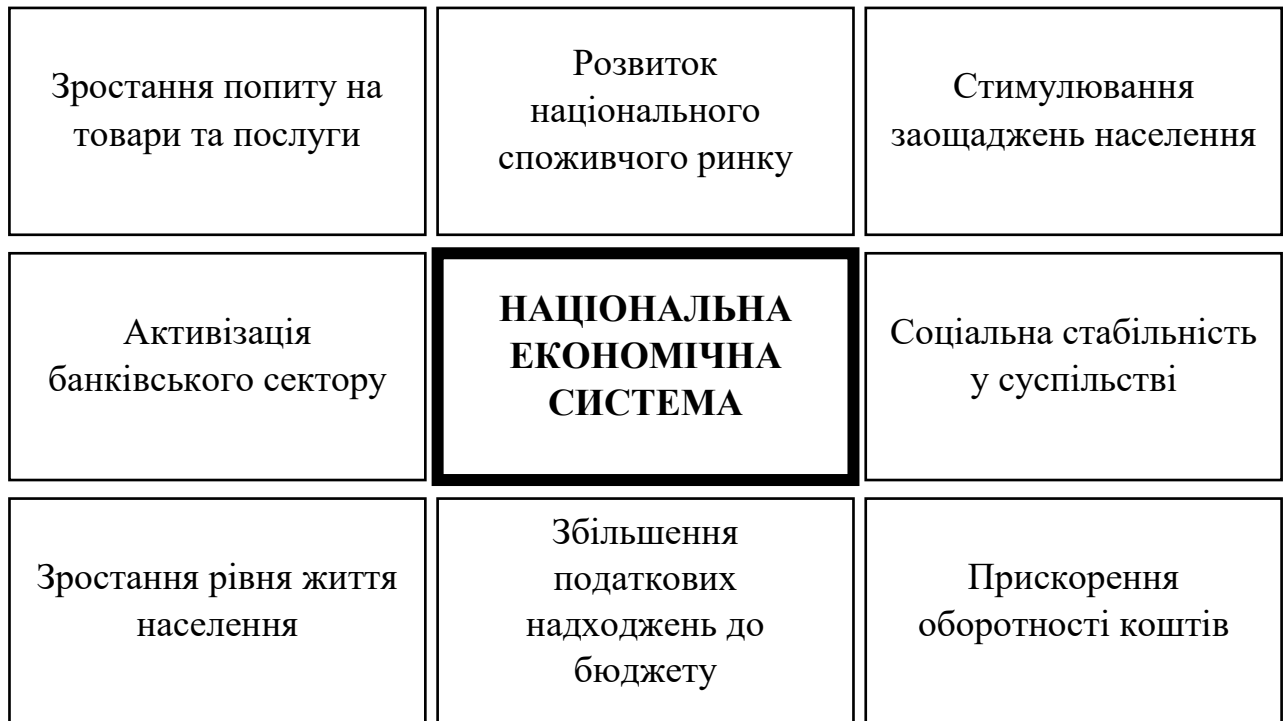 Зростання попиту на
товари та послуги
Розвиток
національного
споживчого ринку
Стимулювання
заощаджень населення
Активізація
банківського сектору
НАЦІОНАЛЬНА
ЕКОНОМІЧНА
СИСТЕМА
Соціальна стабільність
у суспільстві
Зростання рівня життя
населення
Збільшення
податкових
надходжень до
бюджету
Прискорення
оборотності коштів